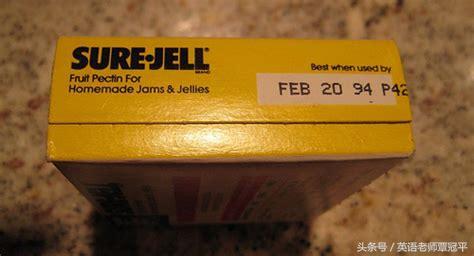 SURE-JELL®
BRAND
Fruit Pectin For
Homemade Jams & Jellies
Best when used by
FEB 20 94 P42
头条号／英语老师覃冠平